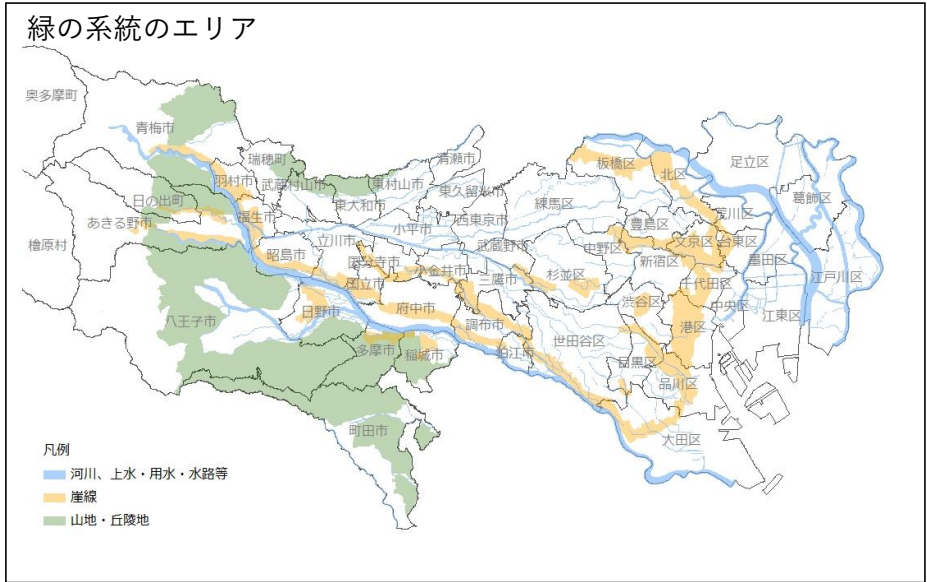 緑の系統のエリア
奥多摩町
青梅市
瑞穂町
清瀬市
羽村市
武蔵村山市
東村山市
東久留米市
日の出町
東大和市
あきる野市
福生市
小平市
西東京市
立川市
武蔵野市
檜原村
昭島市
国分寺市
小金井市
三鷹市
国立市
八王子市
日野市
府中市
調布市
多摩市
稲城市
狛江市
町田市
板橋区
北区
足立区
練馬区
豊島区
荒川区
葛飾区
中野区
文京区
台東区
新宿区
墨田区
杉並区
千代田区
江戸川区
渋谷区
中央区
江東区
世田谷区
港区
目黒区
品川区
大田区
凡例
河川、上水・用水・水路等
崖線
山地・丘陵地